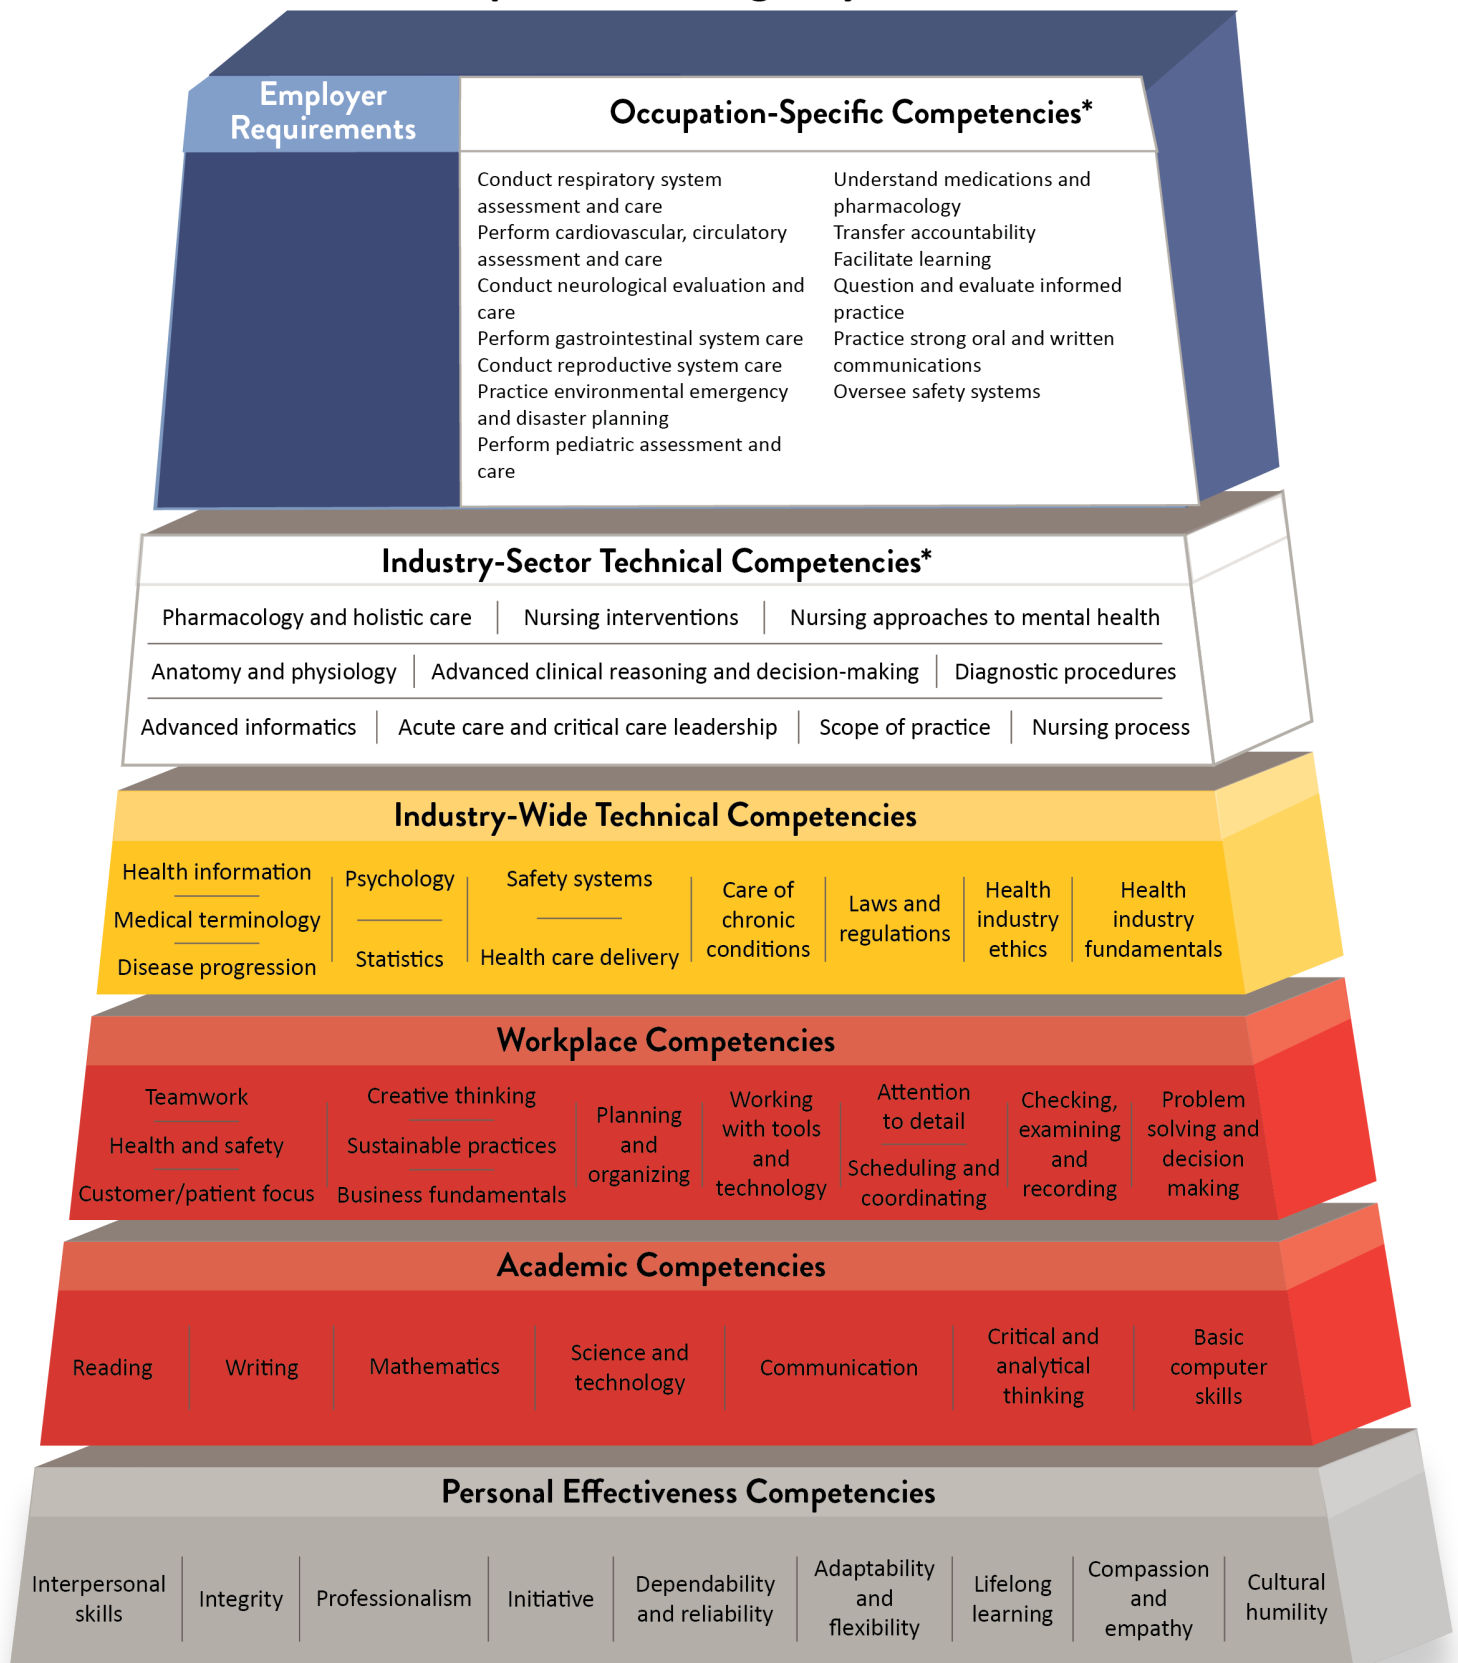 Employer
Requirements
Occupation-Specific Competencies*
Conduct respiratory system
assessment and care
Perform cardiovascular, circulatory
assessment and care
Conduct neurological evaluation and
care
Perform gastrointestinal system care
Conduct reproductive system care
Practice environmental emergency
and disaster planning
Perform pediatric assessment and
care
Understand medications and
pharmacology
Transfer accountability
Facilitate learning
Question and evaluate informed
practice
Practice strong oral and written
communications
Oversee safety systems
Industry-Sector Technical Competencies*
Pharmacology and holistic care
Nursing interventions
Nursing approaches to mental health
Anatomy and physiology
Advanced clinical reasoning and decision-making
Diagnostic procedures
Advanced informatics
Acute care and critical care leadership
Scope of practice
Nursing process
Industry-Wide Technical Competencies
Health information
Medical terminology
Disease progression
Psychology
Statistics
Safety systems
Health care delivery
Care of
chronic
conditions
Laws and
regulations
Health
industry
ethics
Health
industry
fundamentals
Workplace Competencies
Teamwork
Health and safety
Customer/patient focus
Creative thinking
Sustainable practices
Business fundamentals
Planning
and
organizing
Working
with tools
and
technology
Attention
to detail
Scheduling and
coordinating
Checking,
examining
and
recording
Problem
solving and
decision
making
Academic Competencies
Reading
Writing
Mathematics
Science and
technology
Communication
Critical and
analytical
thinking
Basic
computer
skills
Personal Effectiveness Competencies
Interpersonal
skills
Integrity
Professionalism
Initiative
Dependability
and reliability
Adaptability
and
flexibility
Lifelong
learning
Compassion
and
empathy
Cultural
humility